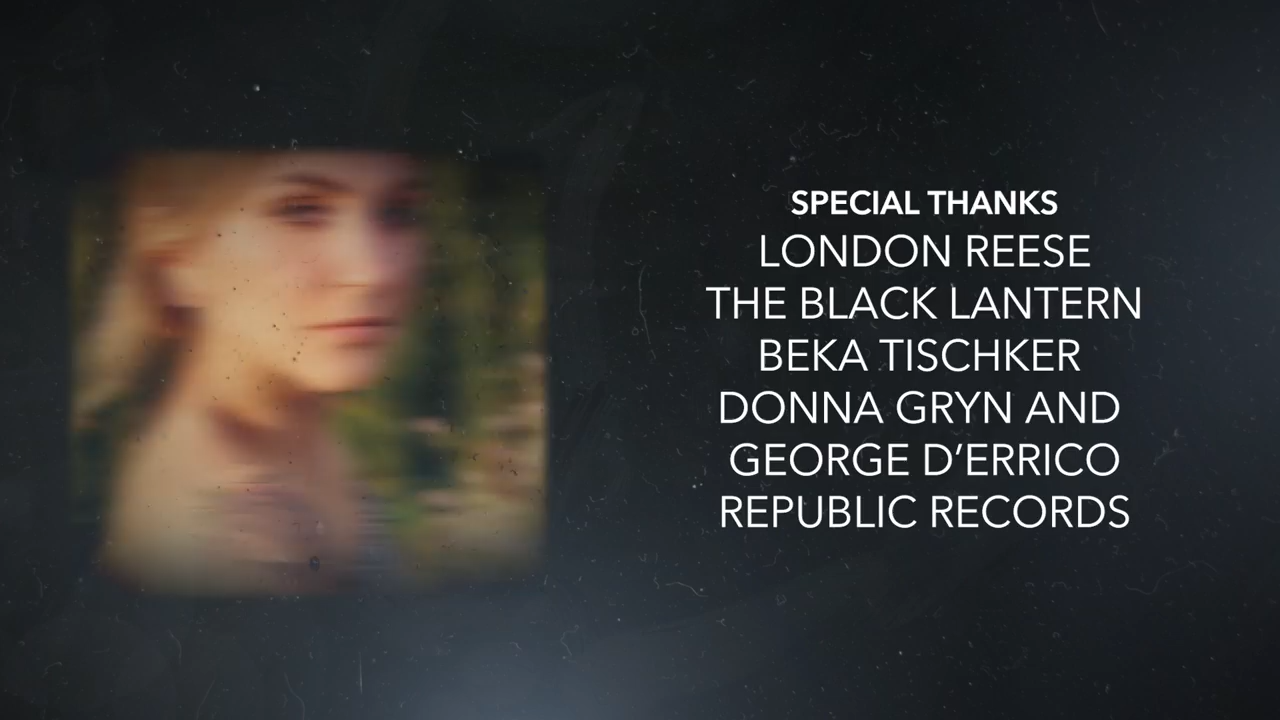 SPECIAL THANKS
LONDON REESE
THE BLACK LANTERN
BEKA TISCHKER
DONNA GRYN AND
GEORGE D’ERRICO
REPUBLIC RECORDS